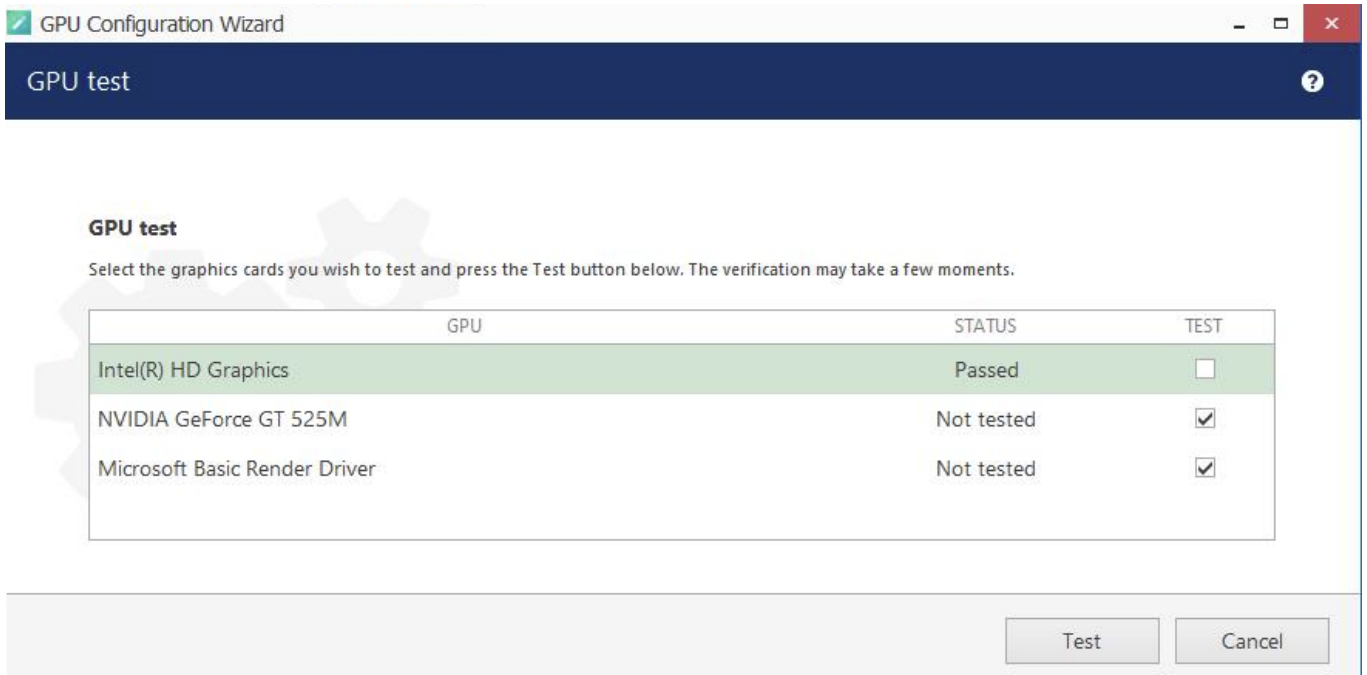 GPU Configuration Wizard
GPU test
GPU test
Select the graphics cards you wish to test and press the Test button below. The verification may take a few moments.
GPU STATUS TEST
Intel(R) HD Graphics Passed
NVIDIA GeForce GT 525M Not tested
Microsoft Basic Render Driver Not tested
Test Cancel